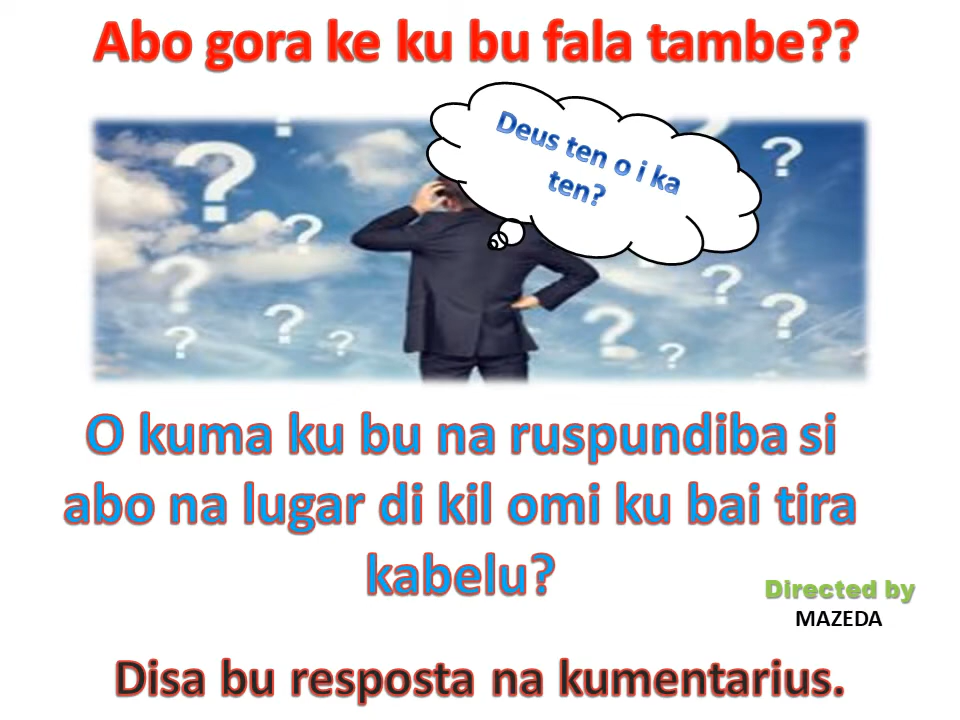 Abo gora ke ku bu fala tambe??
Deus ten o i ka
ten?
O kuma ku bu na ruspundiba si
abo na lugar di kil omi ku bai tira
kabelu?
Directed by
MAZEDA
Disa bu resposta na kumentarius.